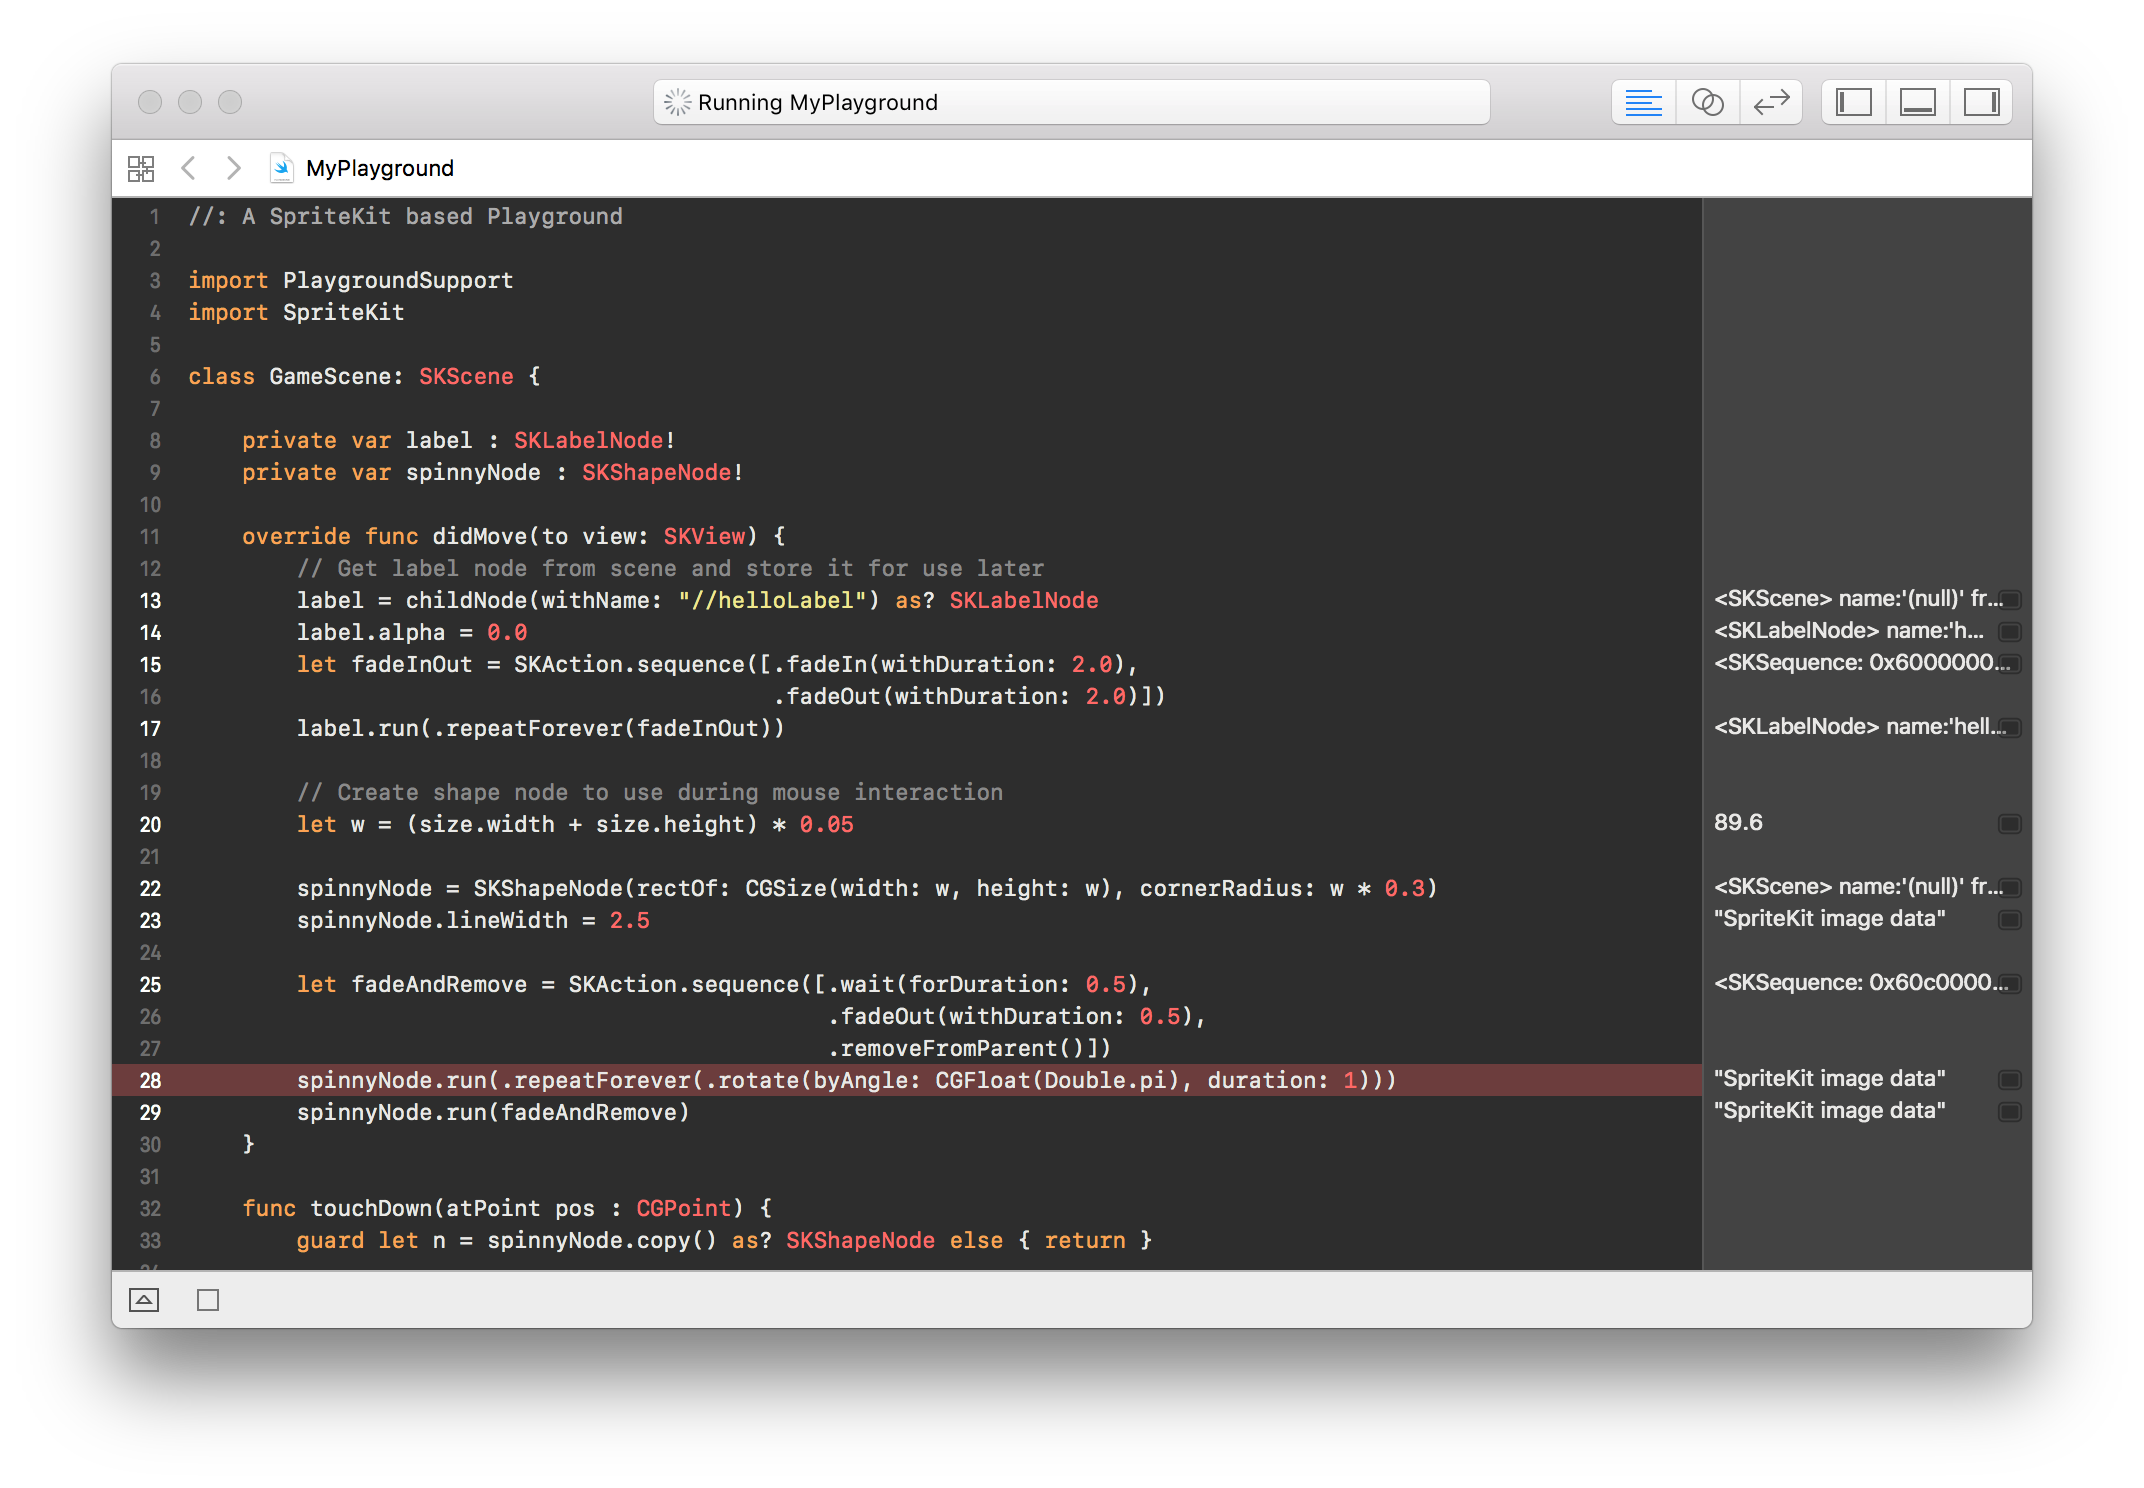 Running MyPlayground
MyPlayground
1 //: A SpriteKit based Playground
2
3 import PlaygroundSupport
4 import SpriteKit
5
6 class GameScene: SKScene {
7
8 private var label : SKLabelNode!
9 private var spinnyNode : SKShapeNode!
10
11 override func didMove(to view: SKView) {
12 // Get label node from scene and store it for use later
13 label = childNode(withName: "//helloLabel") as? SKLabelNode <SKScene> name:'(null)' fr...
14 label.alpha = 0.0 <SKLabelNode> name:'h...
15 let fadeInOut = SKAction.sequence([.fadeIn(withDuration: 2.0), <SKSequence: 0x6000000...
16 .fadeOut(withDuration: 2.0)])
17 label.run(.repeatForever(fadeInOut)) <SKLabelNode> name:'hell...
18
19 // Create shape node to use during mouse interaction
20 let w = (size.width + size.height) * 0.05 89.6
21
22 spinnyNode = SKShapeNode(rectOf: CGSize(width: w, height: w), cornerRadius: w * 0.3) <SKScene> name:'(null)' fr...
23 spinnyNode.lineWidth = 2.5 "SpriteKit image data"
24
25 let fadeAndRemove = SKAction.sequence([.wait(forDuration: 0.5), <SKSequence: 0x60c0000...
26 .fadeOut(withDuration: 0.5),
27 .removeFromParent()])
28 spinnyNode.run(.repeatForever(.rotate(byAngle: CGFloat(Double.pi), duration: 1))) "SpriteKit image data"
29 spinnyNode.run(fadeAndRemove) "SpriteKit image data"
30 }
31
32 func touchDown(atPoint pos : CGPoint) {
33 guard let n = spinnyNode.copy() as? SKShapeNode else { return }